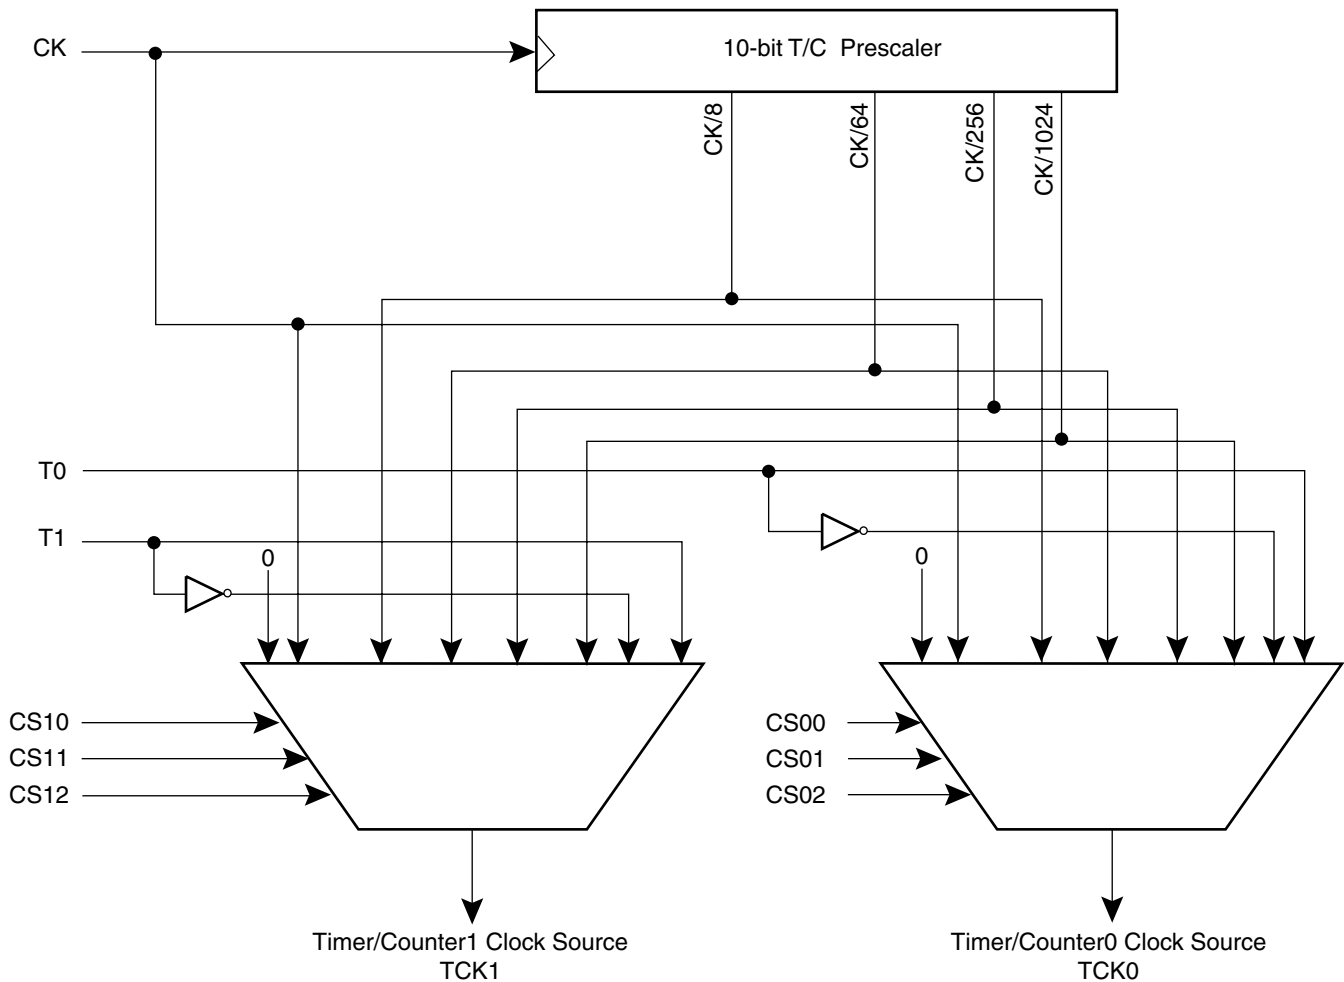 CK
10-bit T/C Prescaler
CK/8
CK/64
CK/256
CK/1024
T0
T1
0
0
CS10
CS11
CS12
CS00
CS01
CS02
Timer/Counter1 Clock Source
TCK1
Timer/Counter0 Clock Source
TCK0